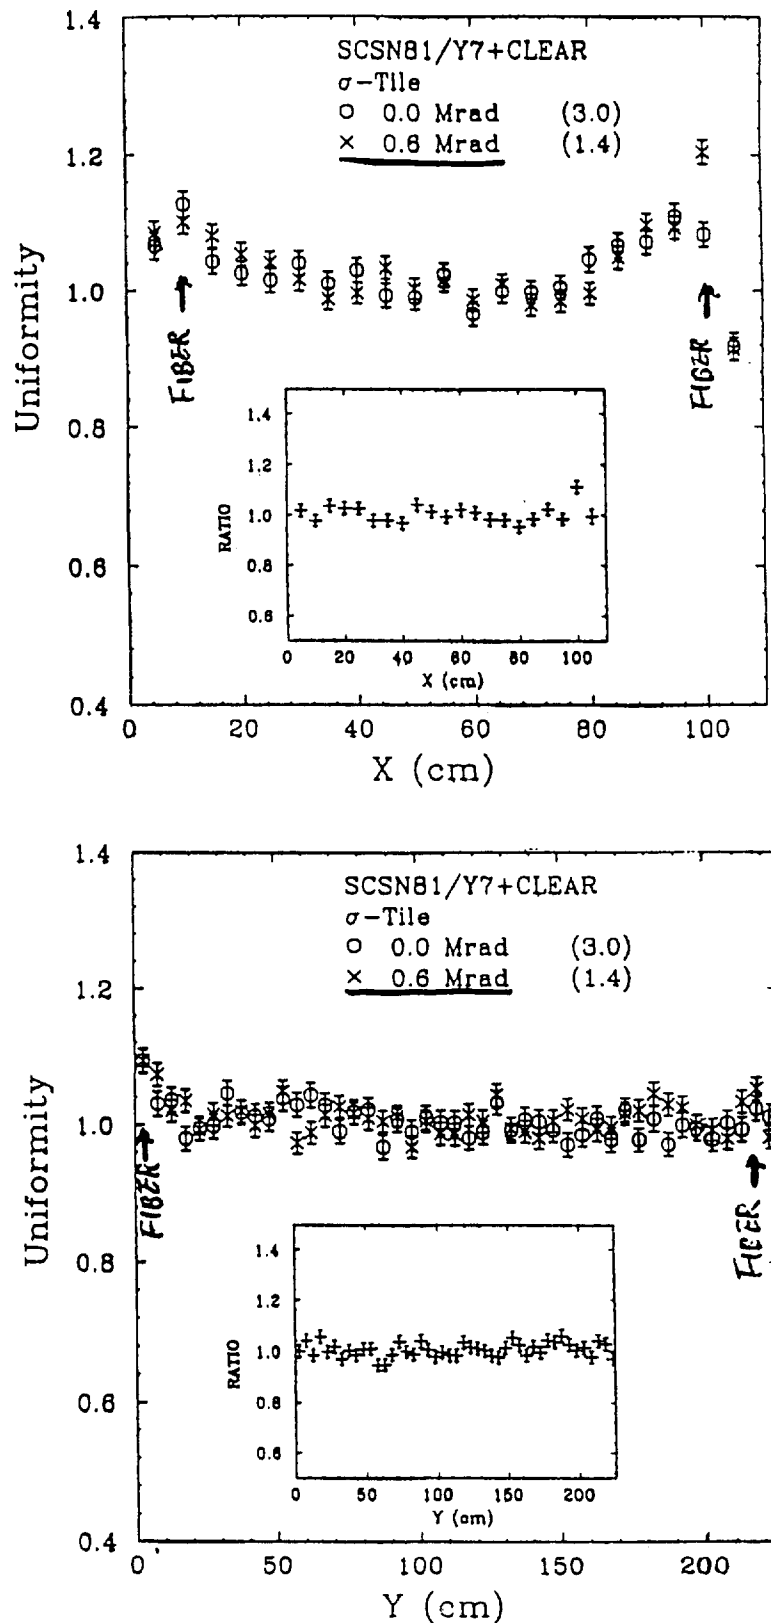 1.4
SCSN81/Y7+CLEAR
σ-Tile
○ 0.0 Mrad (3.0)
× 0.6 Mrad (1.4)
1.2
1.0
0.8
0.6
0.4
Uniformity
FIBER
FIBER
1.4
1.2
1.0
0.8
0.6
RATIO
0 20 40 60 80 100
X (cm)
0 20 40 60 80 100
X (cm)
1.4
SCSN81/Y7+CLEAR
σ-Tile
○ 0.0 Mrad (3.0)
× 0.6 Mrad (1.4)
1.2
1.0
0.8
0.6
0.4
Uniformity
FIBER
FIBER
1.4
1.2
1.0
0.8
0.6
RATIO
0 50 100 150 200
Y (cm)
0 50 100 150 200
Y (cm)